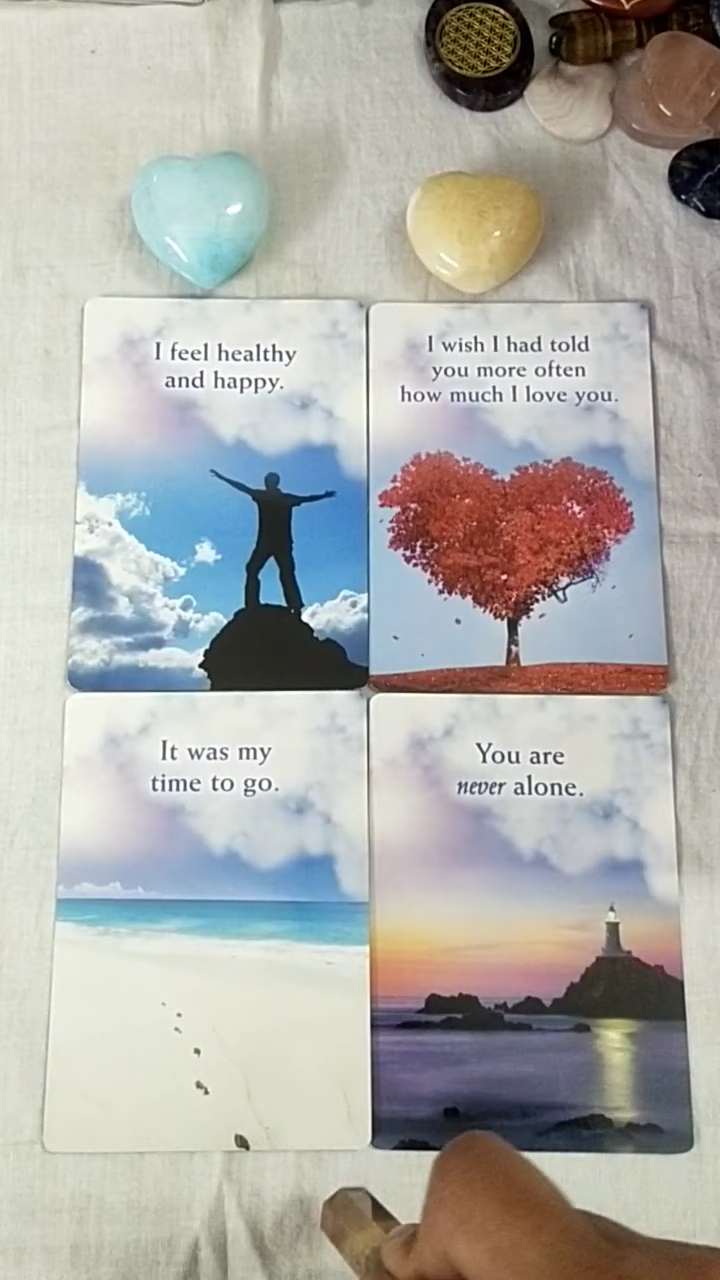 I feel healthy
and happy.
I wish I had told
you more often
how much I love you.
It was my
time to go.
You are
never alone.